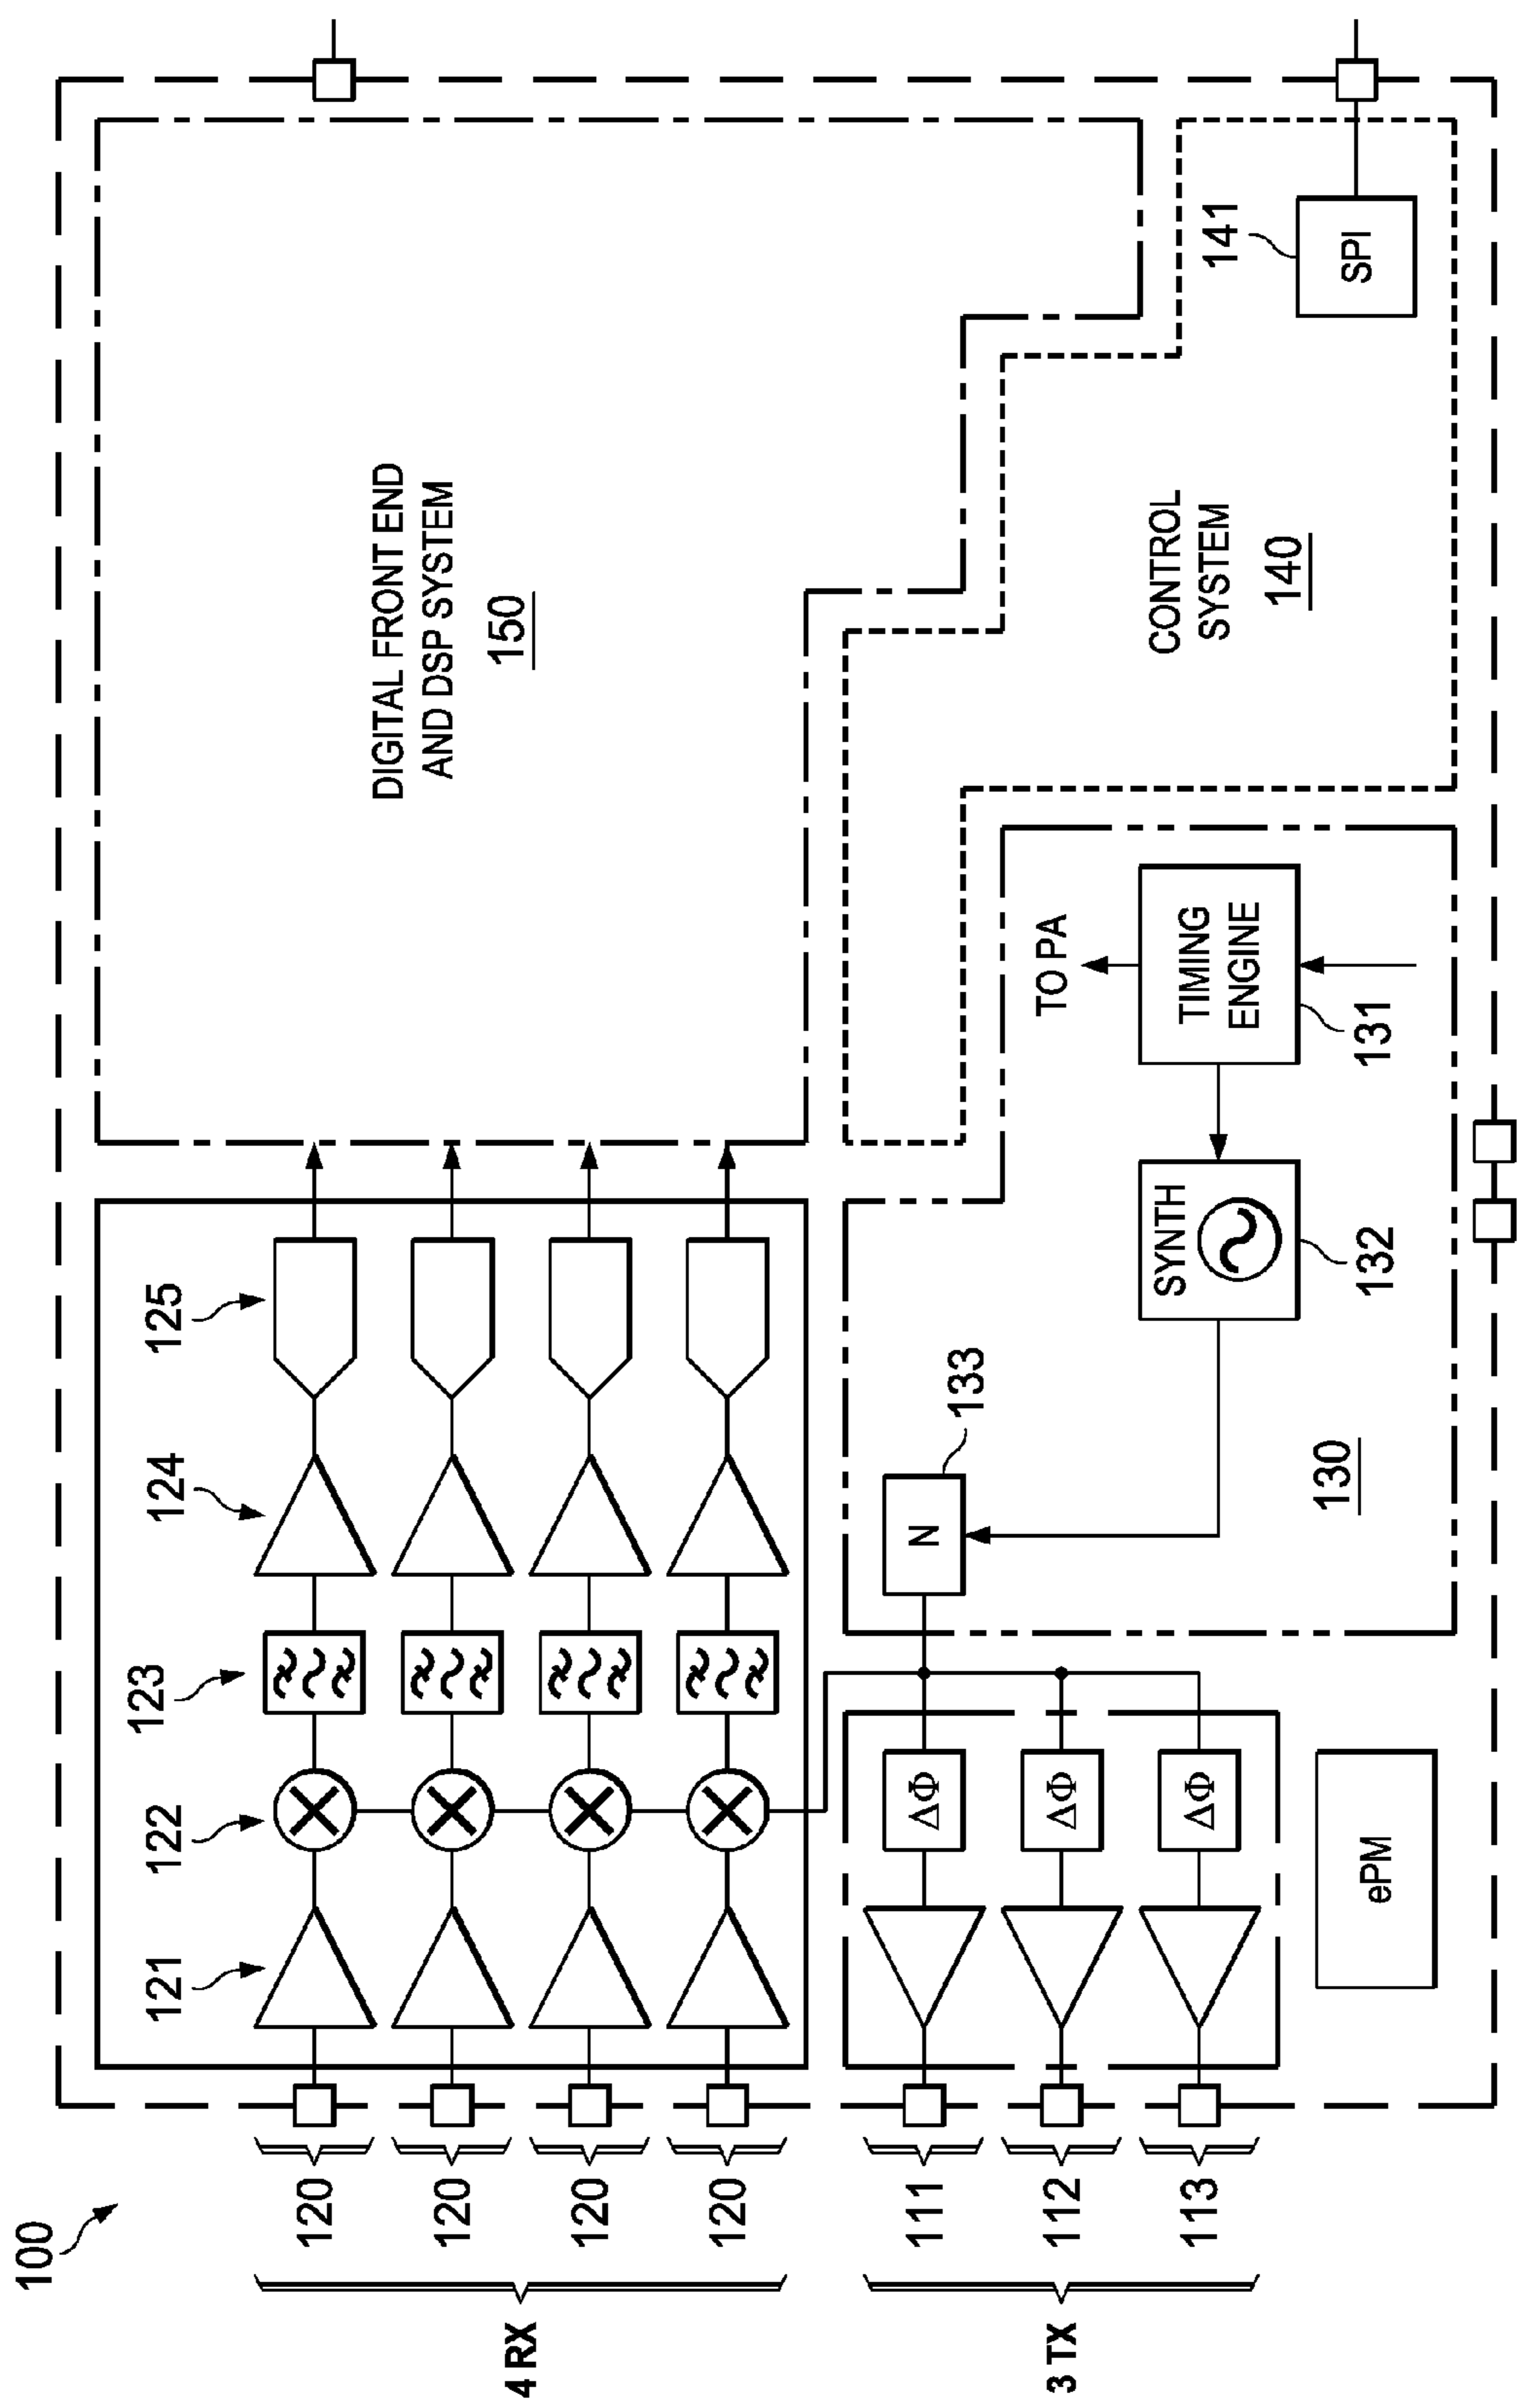 100
121
122
123
124
125
4 RX
120
120
120
120
DIGITAL FRONT END
AND DSP SYSTEM
150
3 TX
111
112
113
ΔΦ
ΔΦ
ΔΦ
ePM
N
133
130
SYNTH
132
TO PA
TIMING
ENGINE
131
CONTROL
SYSTEM
140
141
SPI